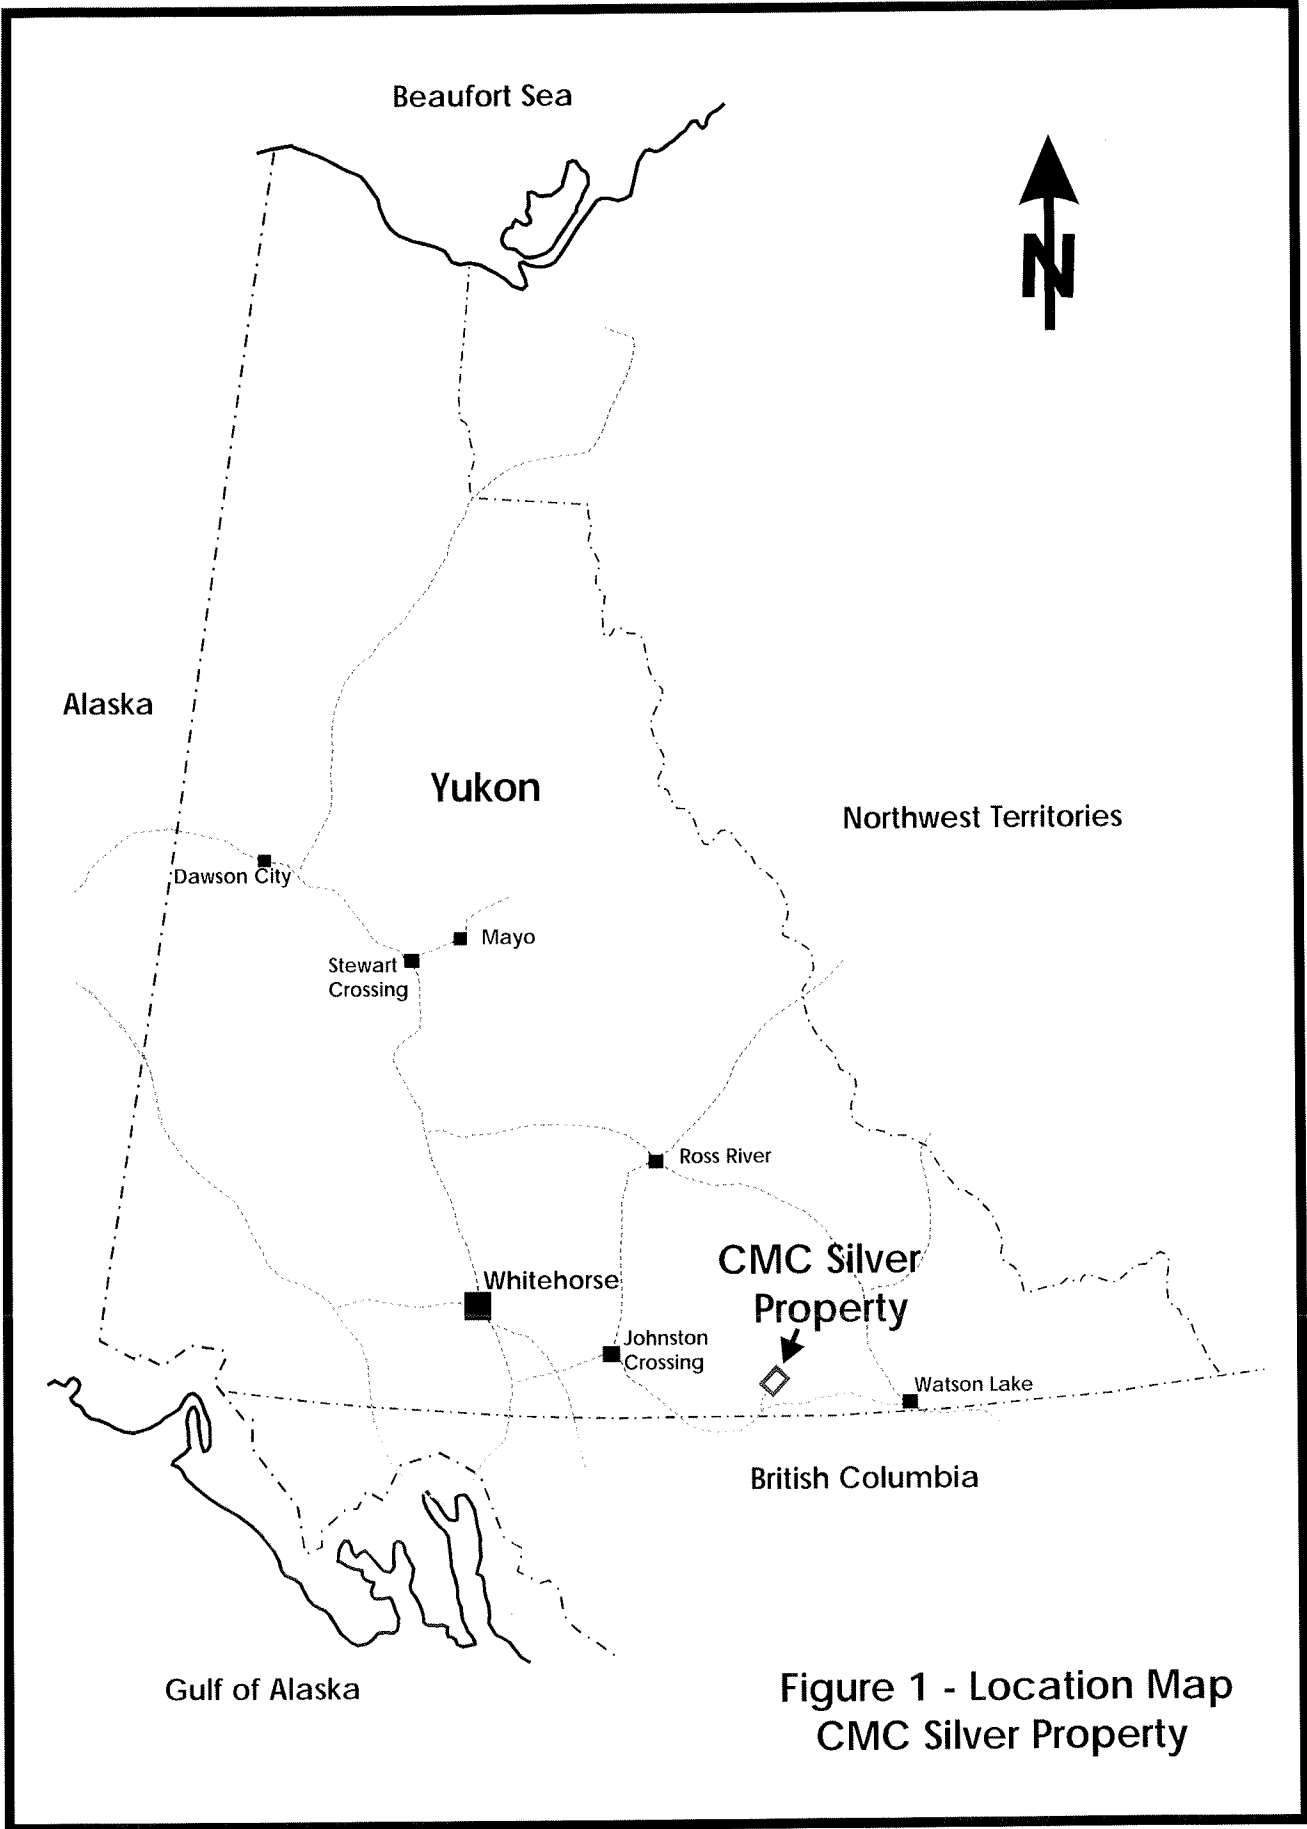 Beaufort Sea
N
Alaska
Yukon
Northwest Territories
Dawson City
Mayo
Stewart
Crossing
Ross River
CMC Silver
Property
Whitehorse
Johnston
Crossing
Watson Lake
British Columbia
Gulf of Alaska
Figure 1 - Location Map
CMC Silver Property